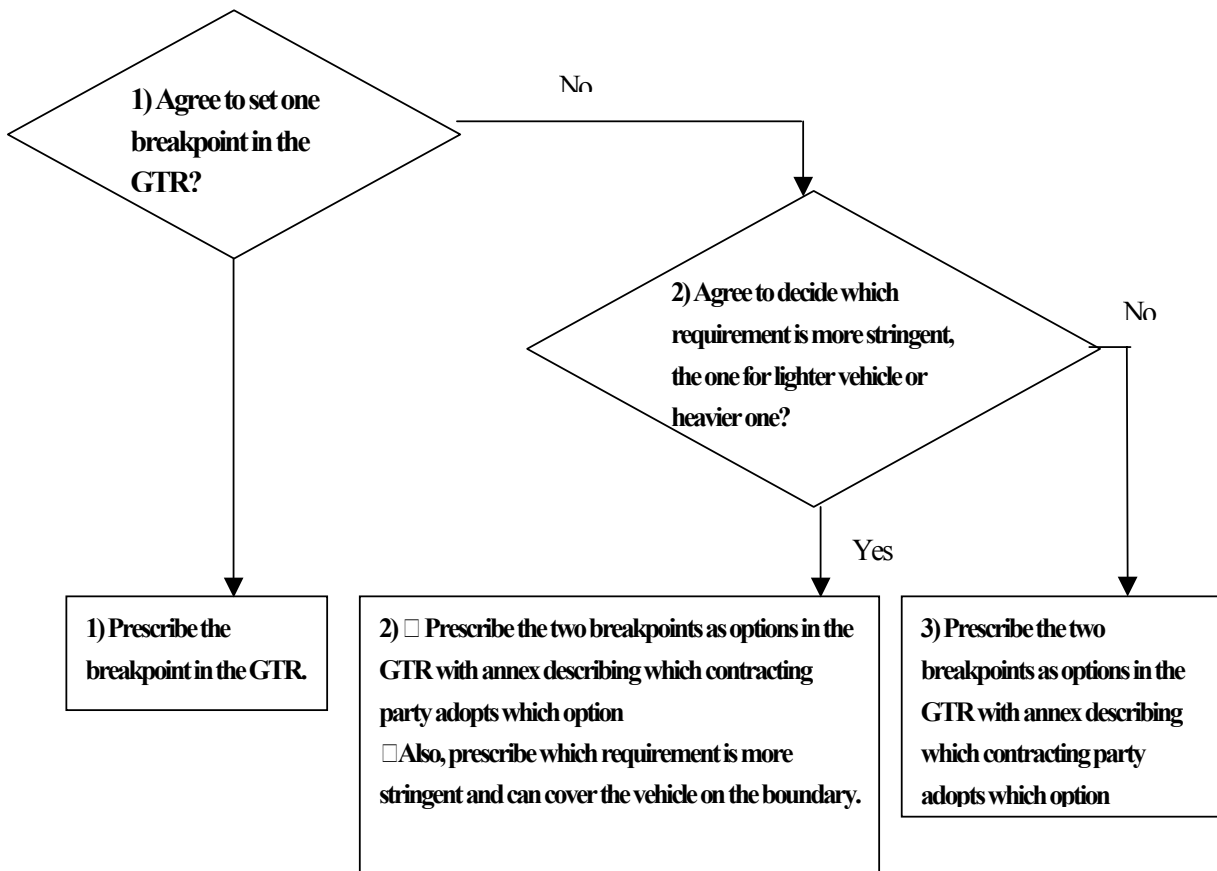 No
1) Agree to set one
breakpoint in the
GTR?
2) Agree to decide which
requirement is more stringent,
the one for lighter vehicle or
heavier one?
No
Yes
1) Prescribe the
breakpoint in the GTR.
2) □ Prescribe the two breakpoints as options in the
GTR with annex describing which contracting
party adopts which option
□Also, prescribe which requirement is more
stringent and can cover the vehicle on the boundary.
3) Prescribe the two
breakpoints as options in the
GTR with annex describing
which contracting party
adopts which option